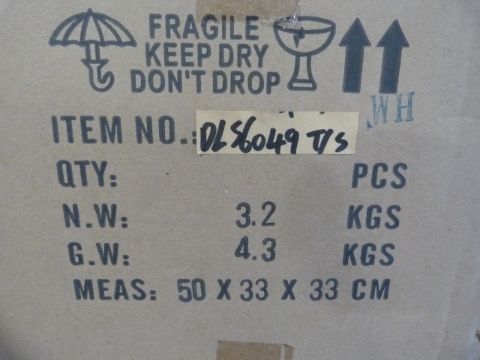 FRAGILE
KEEP DRY
DON'T DROP
WH
ITEM NO.: DLS6049 T/S
QTY: PCS
N.W: 3.2 KGS
G.W: 4.3 KGS
MEAS: 50 X 33 X 33 CM